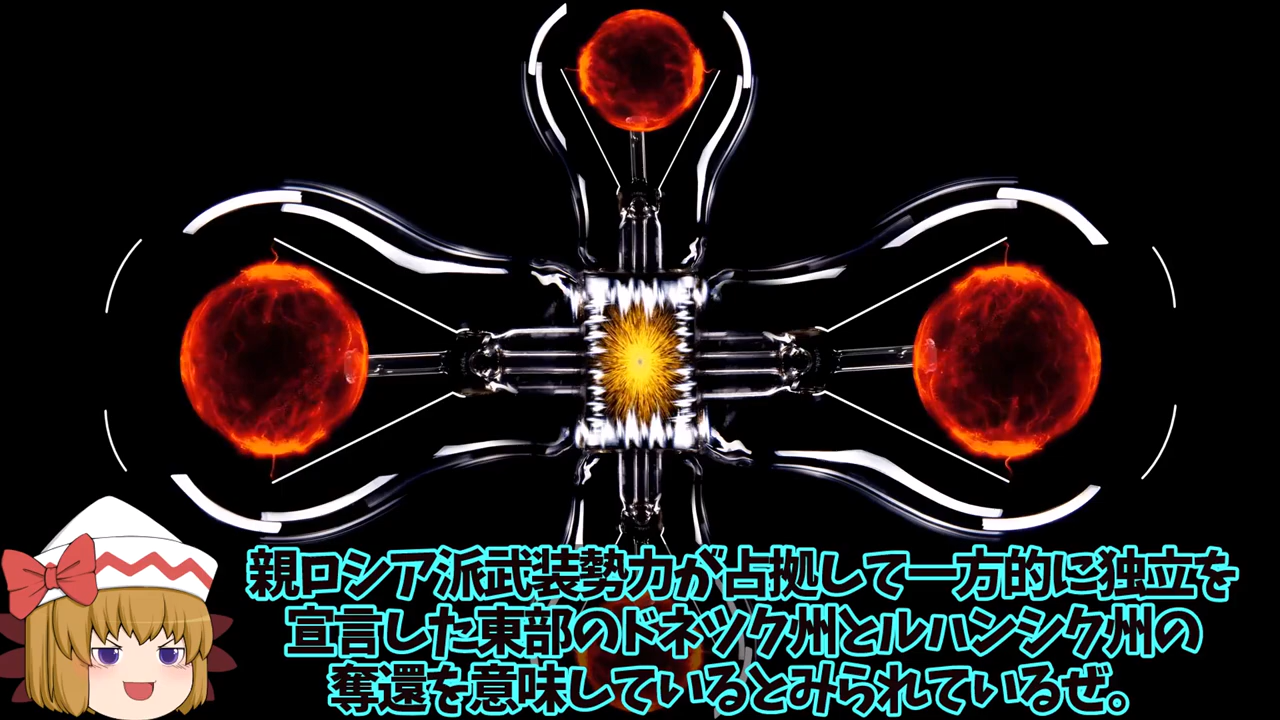 親ロシア派武装勢力が占拠して一方的に独立を
宣言した東部のドネツク州とルハンシク州の
奪還を意味しているとみられているぜ。